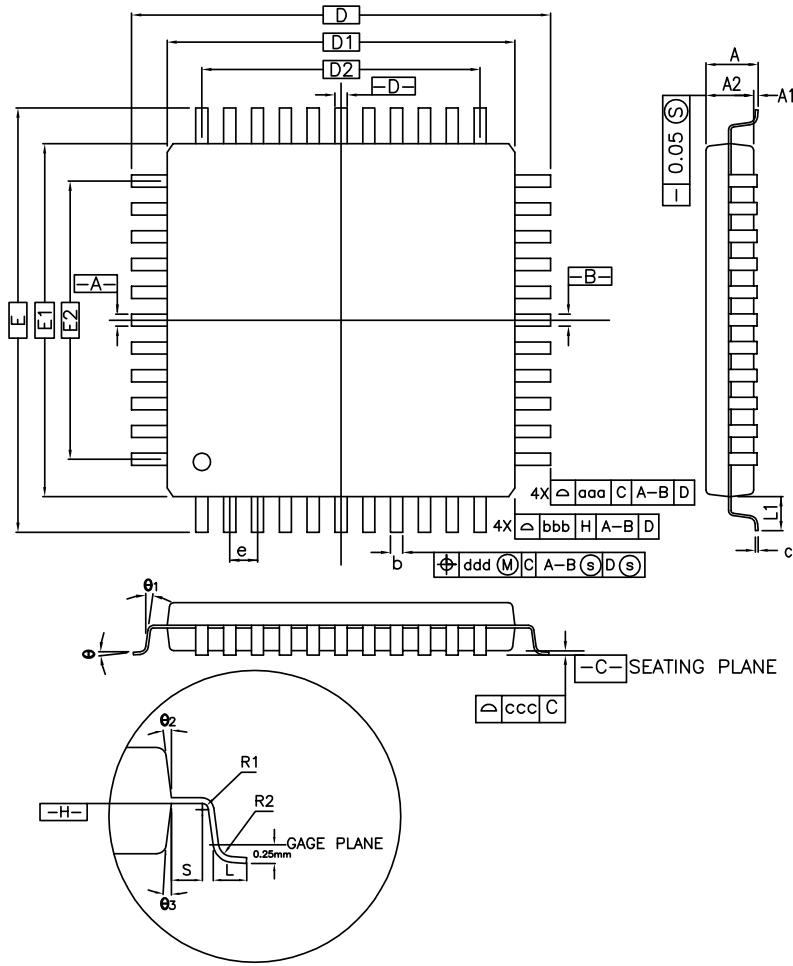 D
D1
D2
-D-
A
A2
A1
| 0.05 Ⓢ
-A-
-B-
E
E1
E2
4X ⌓ aaa C A-B D
4X ⌓ bbb H A-B D
L1
e
b
⌖ ddd Ⓜ C A-B ⓢ D ⓢ
c
θ1
θ
-C- SEATING PLANE
⌓ ccc C
θ2
R1
R2
-H-
GAGE PLANE
0.25mm
S
L
θ3